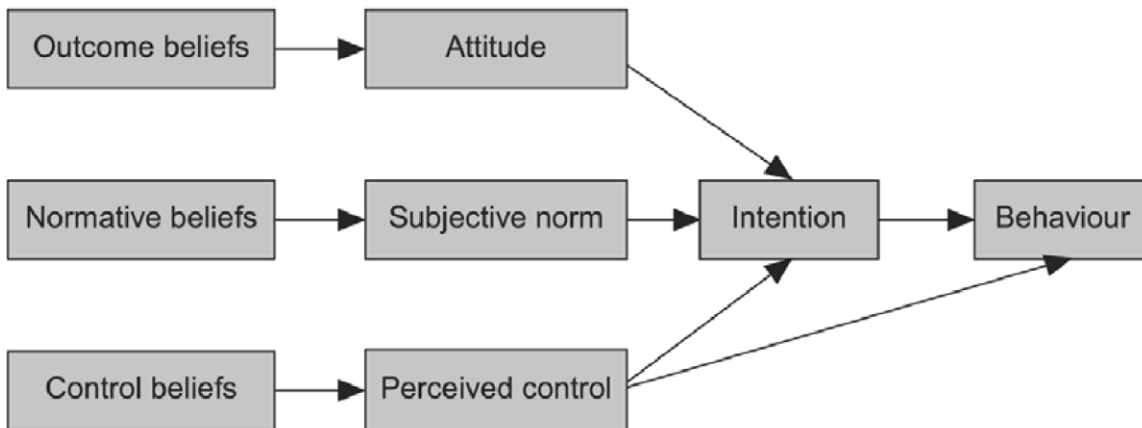 Outcome beliefs
Attitude
Normative beliefs
Subjective norm
Intention
Behaviour
Control beliefs
Perceived control